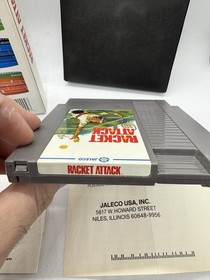 RACKET
ATTACK
JALECO
RACKET ATTACK
JALECO USA, INC.
5617 W. HOWARD STREET
NILES, ILLINOIS 60648-9956